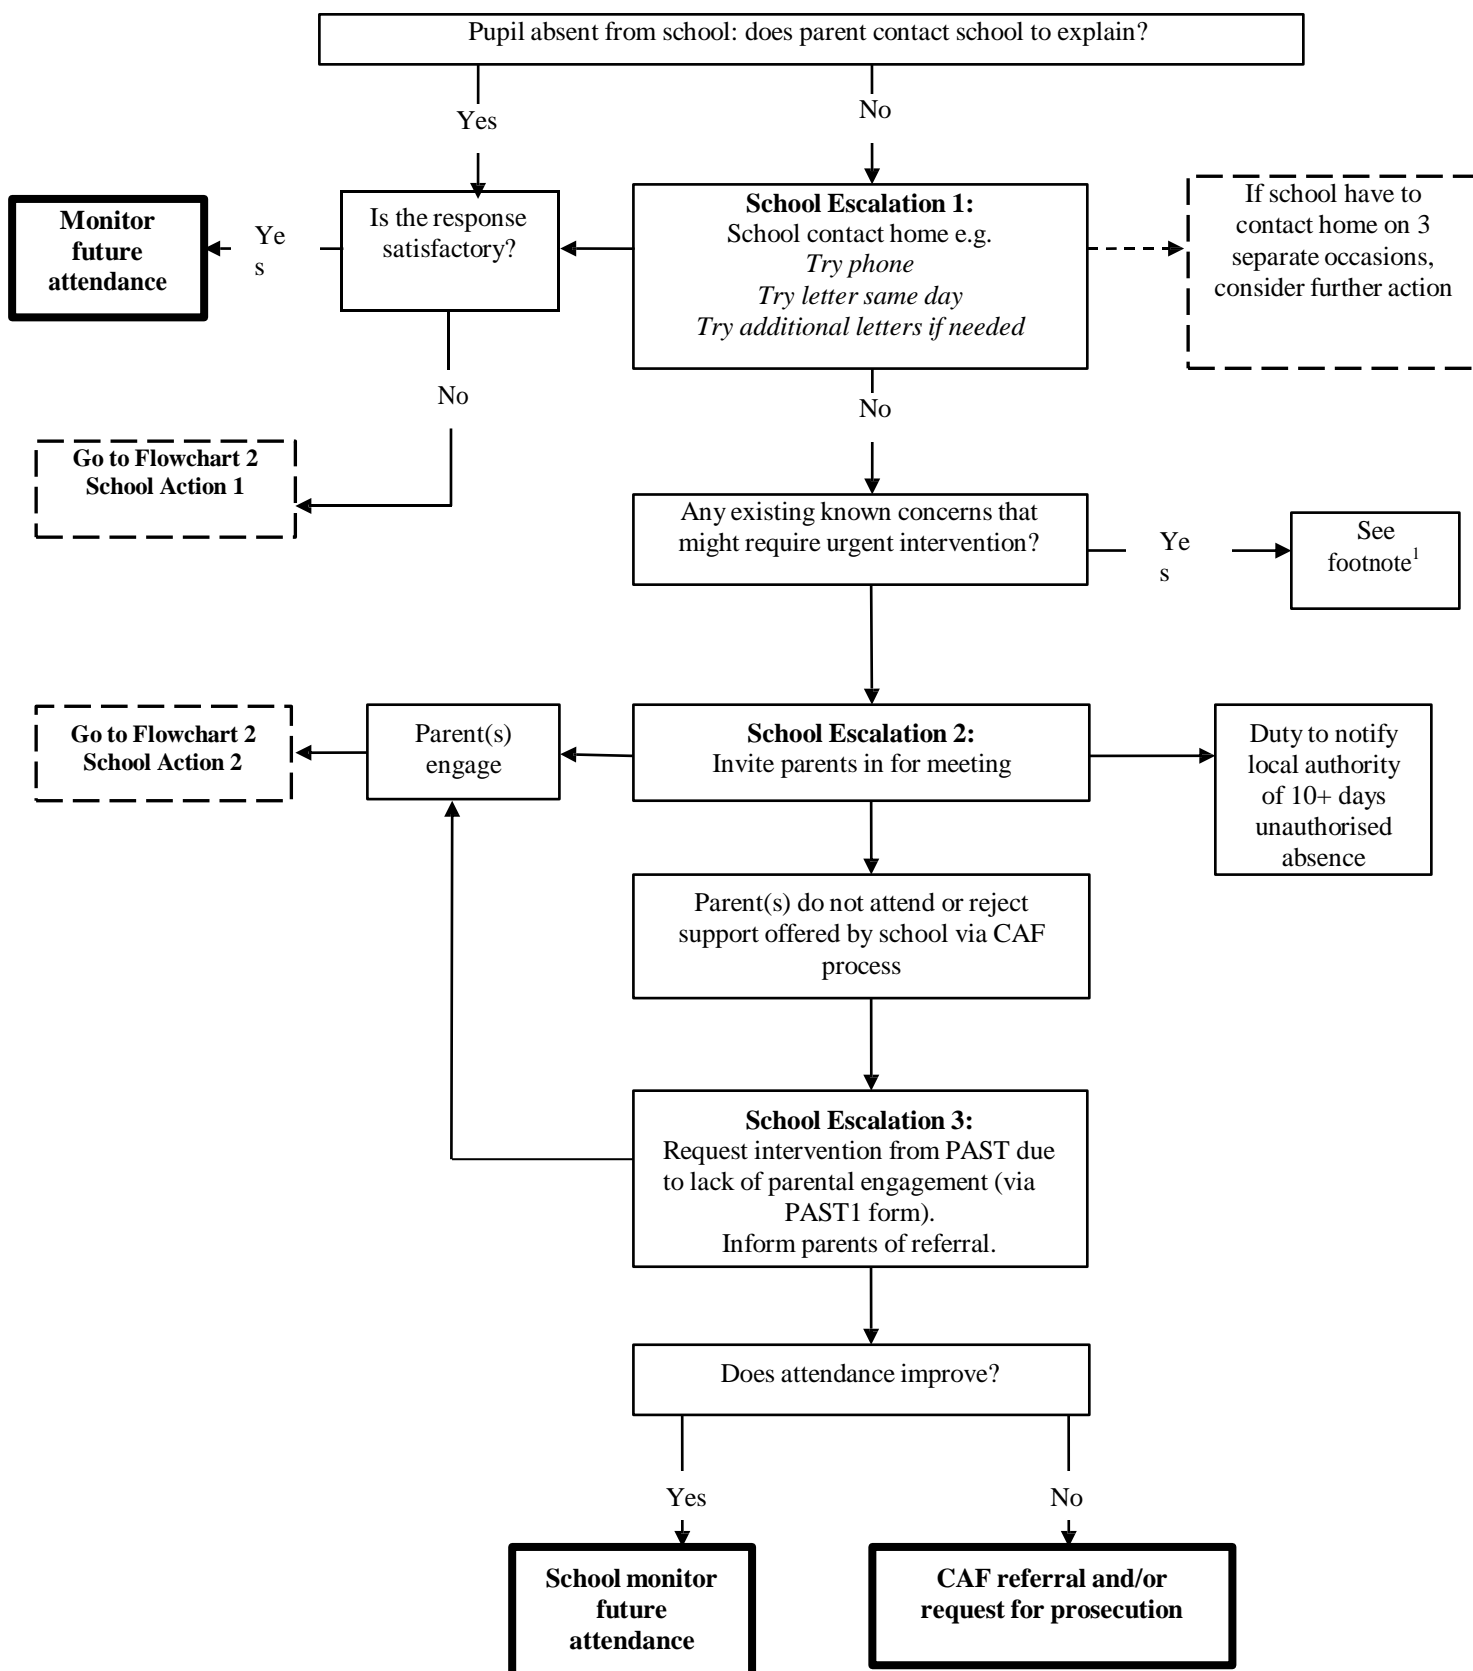 Pupil absent from school: does parent contact school to explain?
Yes
No
Monitor
future
attendance
Ye
s
Is the response
satisfactory?
School Escalation 1:
School contact home e.g.
Try phone
Try letter same day
Try additional letters if needed
If school have to
contact home on 3
separate occasions,
consider further action
No
No
Go to Flowchart 2
School Action 1
Any existing known concerns that
might require urgent intervention?
Ye
s
See
footnote1
Go to Flowchart 2
School Action 2
Parent(s)
engage
School Escalation 2:
Invite parents in for meeting
Duty to notify
local authority
of 10+ days
unauthorised
absence
Parent(s) do not attend or reject
support offered by school via CAF
process
School Escalation 3:
Request intervention from PAST due
to lack of parental engagement (via
PAST1 form).
Inform parents of referral.
Does attendance improve?
Yes
No
School monitor
future
attendance
CAF referral and/or
request for prosecution